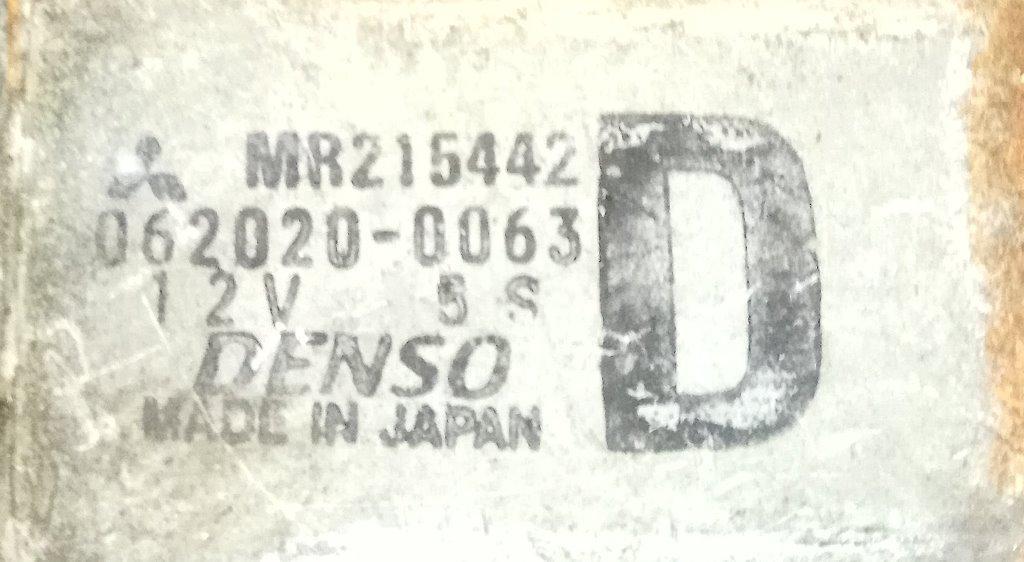 MR215442
062020-0063
12V 5S
DENSO
MADE IN JAPAN
D